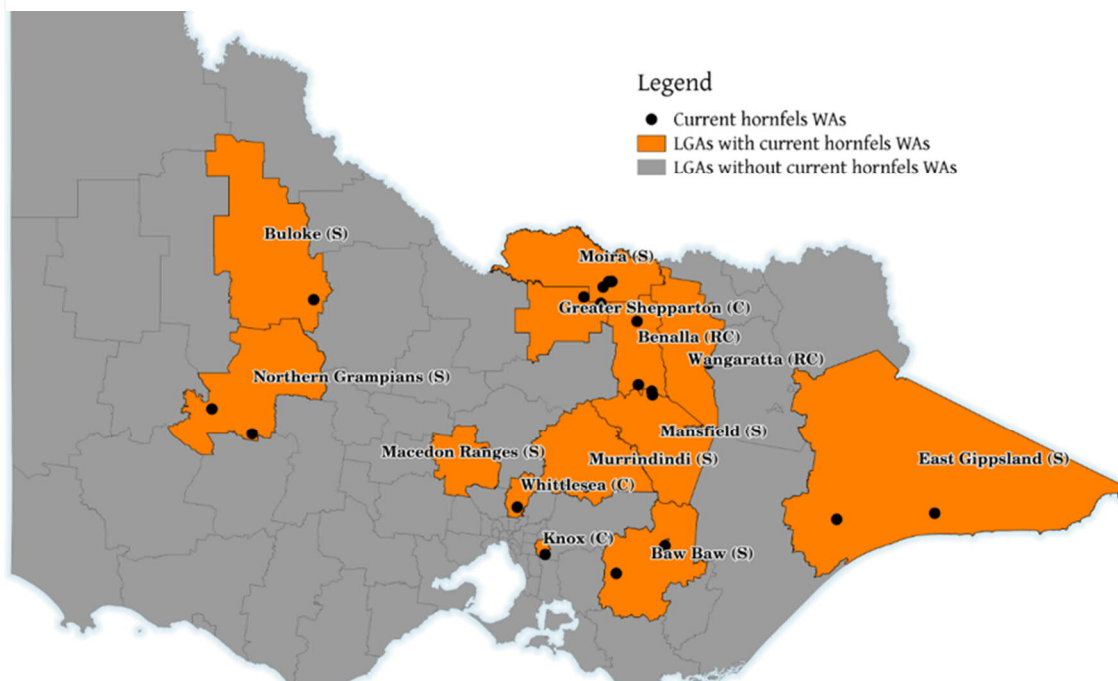 Legend
Current hornfels WAs
LGAs with current hornfels WAs
LGAs without current hornfels WAs
Buloke (S)
Moira (S)
Greater Shepparton (C)
Benalla (RC)
Wangaratta (RC)
Northern Grampians (S)
Mansfield (S)
Macedon Ranges (S)
Murrindindi (S)
East Gippsland (S)
Whittlesea (C)
Knox (C)
Baw Baw (S)